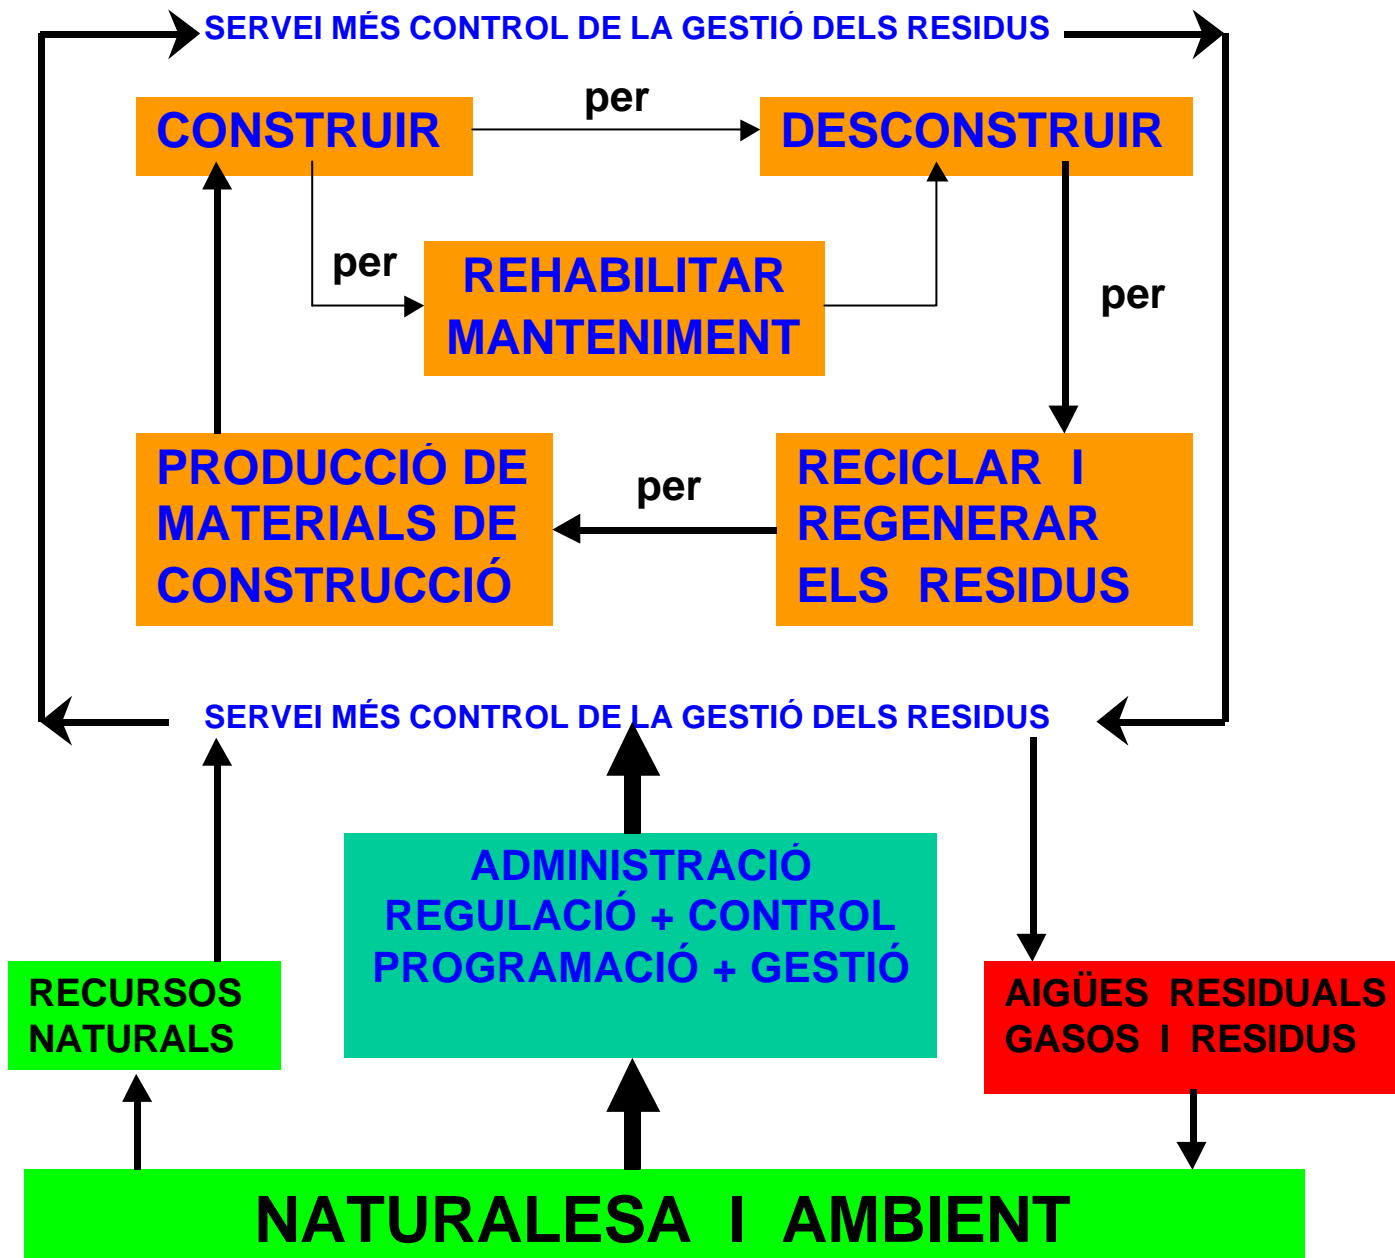 SERVEI MÉS CONTROL DE LA GESTIÓ DELS RESIDUS
per
CONSTRUIR
DESCONSTRUIR
per
REHABILITAR
MANTENIMENT
per
PRODUCCIÓ DE
MATERIALS DE
CONSTRUCCIÓ
per
RECICLAR I
REGENERAR
ELS RESIDUS
SERVEI MÉS CONTROL DE LA GESTIÓ DELS RESIDUS
ADMINISTRACIÓ
REGULACIÓ + CONTROL
PROGRAMACIÓ + GESTIÓ
RECURSOS
NATURALS
AIGÜES RESIDUALS
GASOS I RESIDUS
NATURALESA I AMBIENT